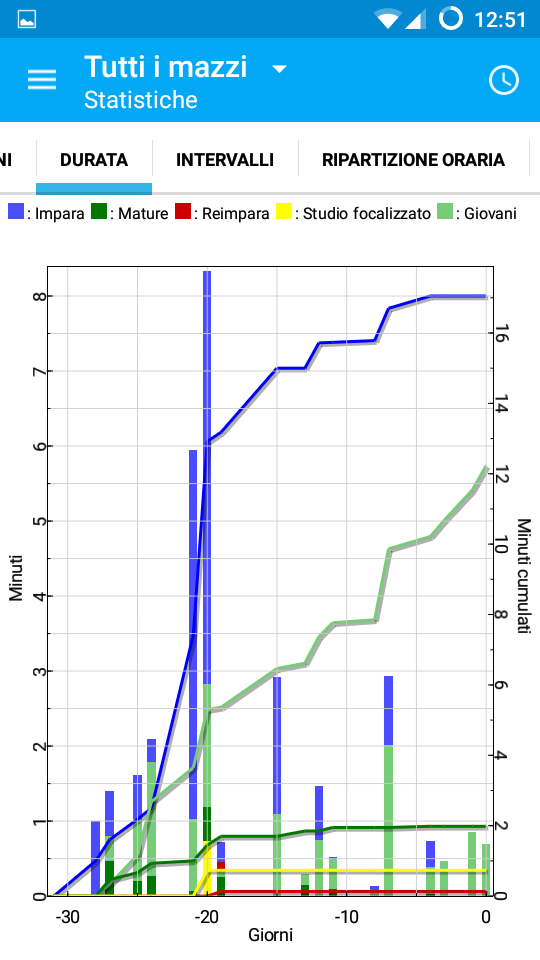 12:51
Tutti i mazzi
Statistiche
NI DURATA INTERVALLI RIPARTIZIONE ORARIA
: Impara : Mature : Reimpara : Studio focalizzato : Giovani
8
7
6
5
4
3
2
1
0
Minuti
16
14
12
10
8
6
4
2
0
Minuti cumulati
-30 -20 -10 0
Giorni